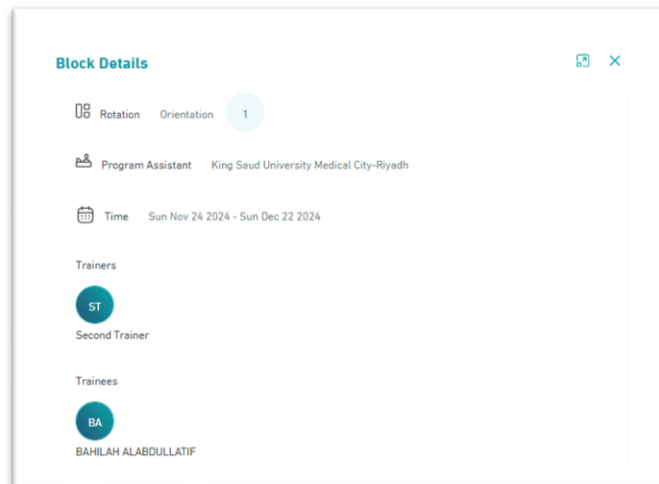 Block Details
Rotation Orientation 1
Program Assistant King Saud University Medical City-Riyadh
Time Sun Nov 24 2024 - Sun Dec 22 2024
Trainers
ST
Second Trainer
Trainees
BA
BAHILAH ALABDULLATIF